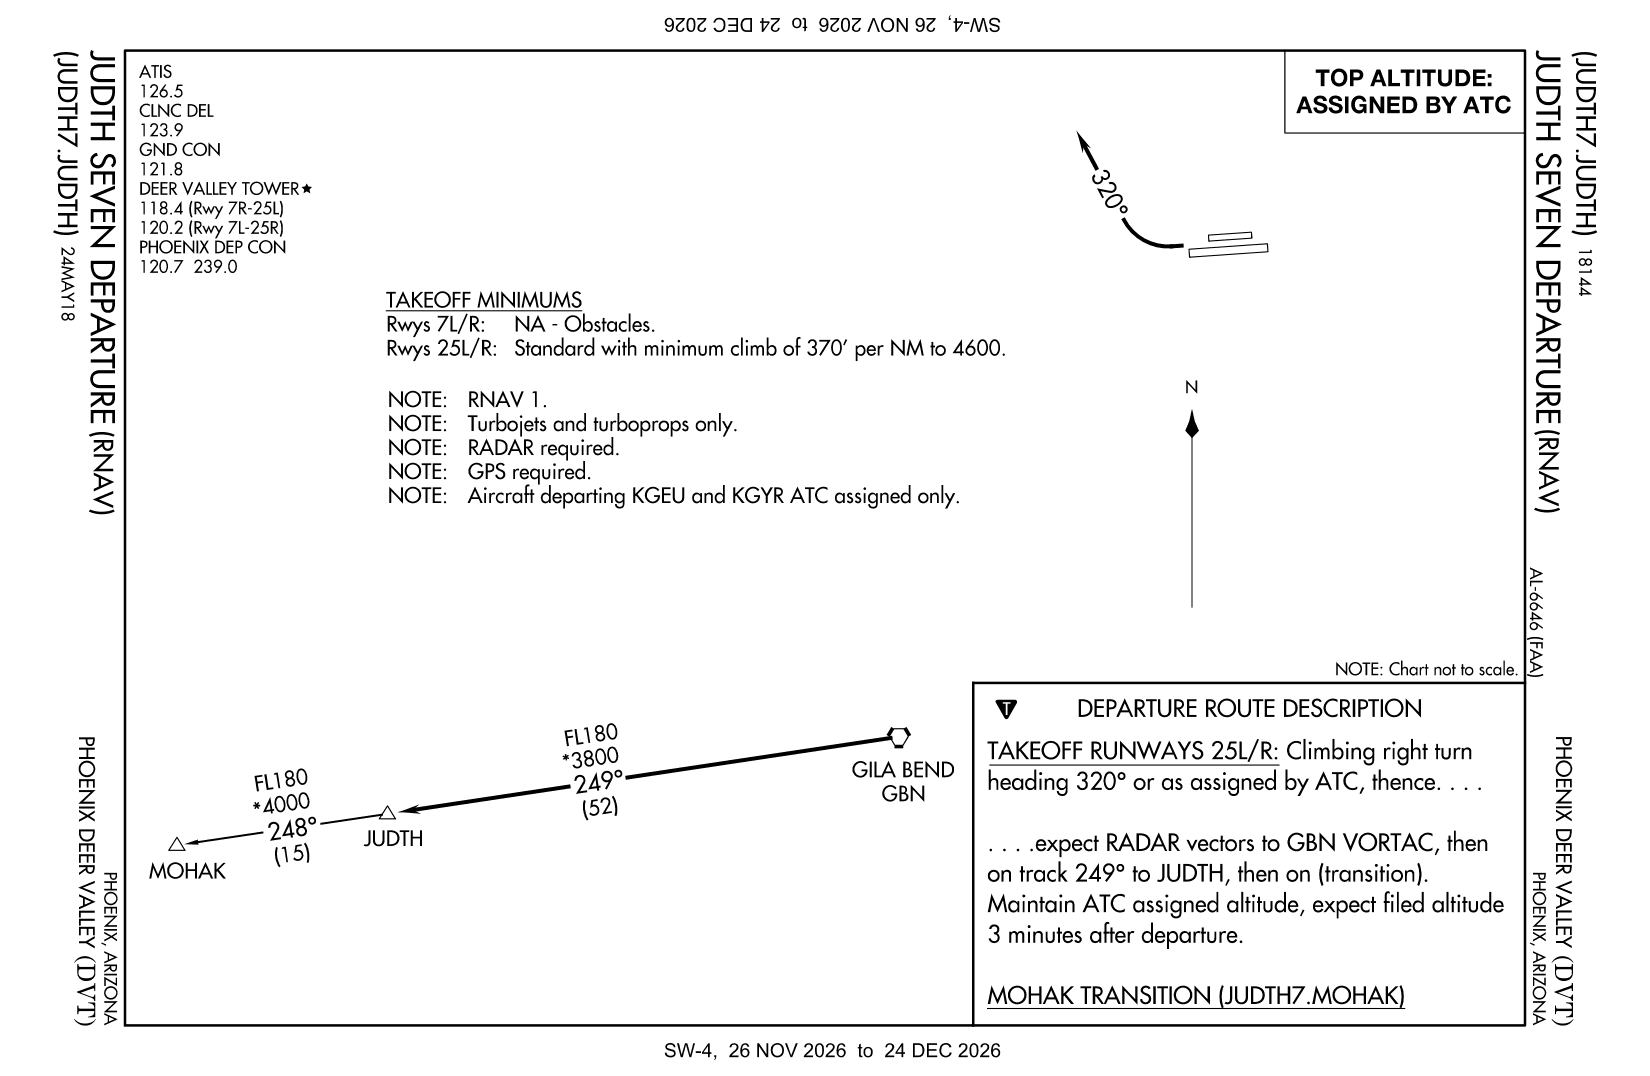 SW-4, 26 NOV 2026 to 24 DEC 2026
(JUDTH7.JUDTH) 24MAY18
JUDTH SEVEN DEPARTURE (RNAV)
PHOENIX DEER VALLEY (DVT)
PHOENIX, ARIZONA
ATIS
126.5
CLNC DEL
123.9
GND CON
121.8
DEER VALLEY TOWER★
118.4 (Rwy 7R-25L)
120.2 (Rwy 7L-25R)
PHOENIX DEP CON
120.7 239.0
TOP ALTITUDE:
ASSIGNED BY ATC
320°
TAKEOFF MINIMUMS
Rwys 7L/R: NA - Obstacles.
Rwys 25L/R: Standard with minimum climb of 370′ per NM to 4600.
NOTE: RNAV 1.
NOTE: Turbojets and turboprops only.
NOTE: RADAR required.
NOTE: GPS required.
NOTE: Aircraft departing KGEU and KGYR ATC assigned only.
N
NOTE: Chart not to scale.
FL180
*3800
249°
(52)
GILA BEND
GBN
FL180
*4000
248°
(15)
JUDTH
MOHAK
T DEPARTURE ROUTE DESCRIPTION
TAKEOFF RUNWAYS 25L/R: Climbing right turn
heading 320° or as assigned by ATC, thence. . . .
. . . .expect RADAR vectors to GBN VORTAC, then
on track 249° to JUDTH, then on (transition).
Maintain ATC assigned altitude, expect filed altitude
3 minutes after departure.
MOHAK TRANSITION (JUDTH7.MOHAK)
(JUDTH7.JUDTH) 18144
JUDTH SEVEN DEPARTURE (RNAV)
AL-6646 (FAA)
PHOENIX DEER VALLEY (DVT)
PHOENIX, ARIZONA
SW-4, 26 NOV 2026 to 24 DEC 2026